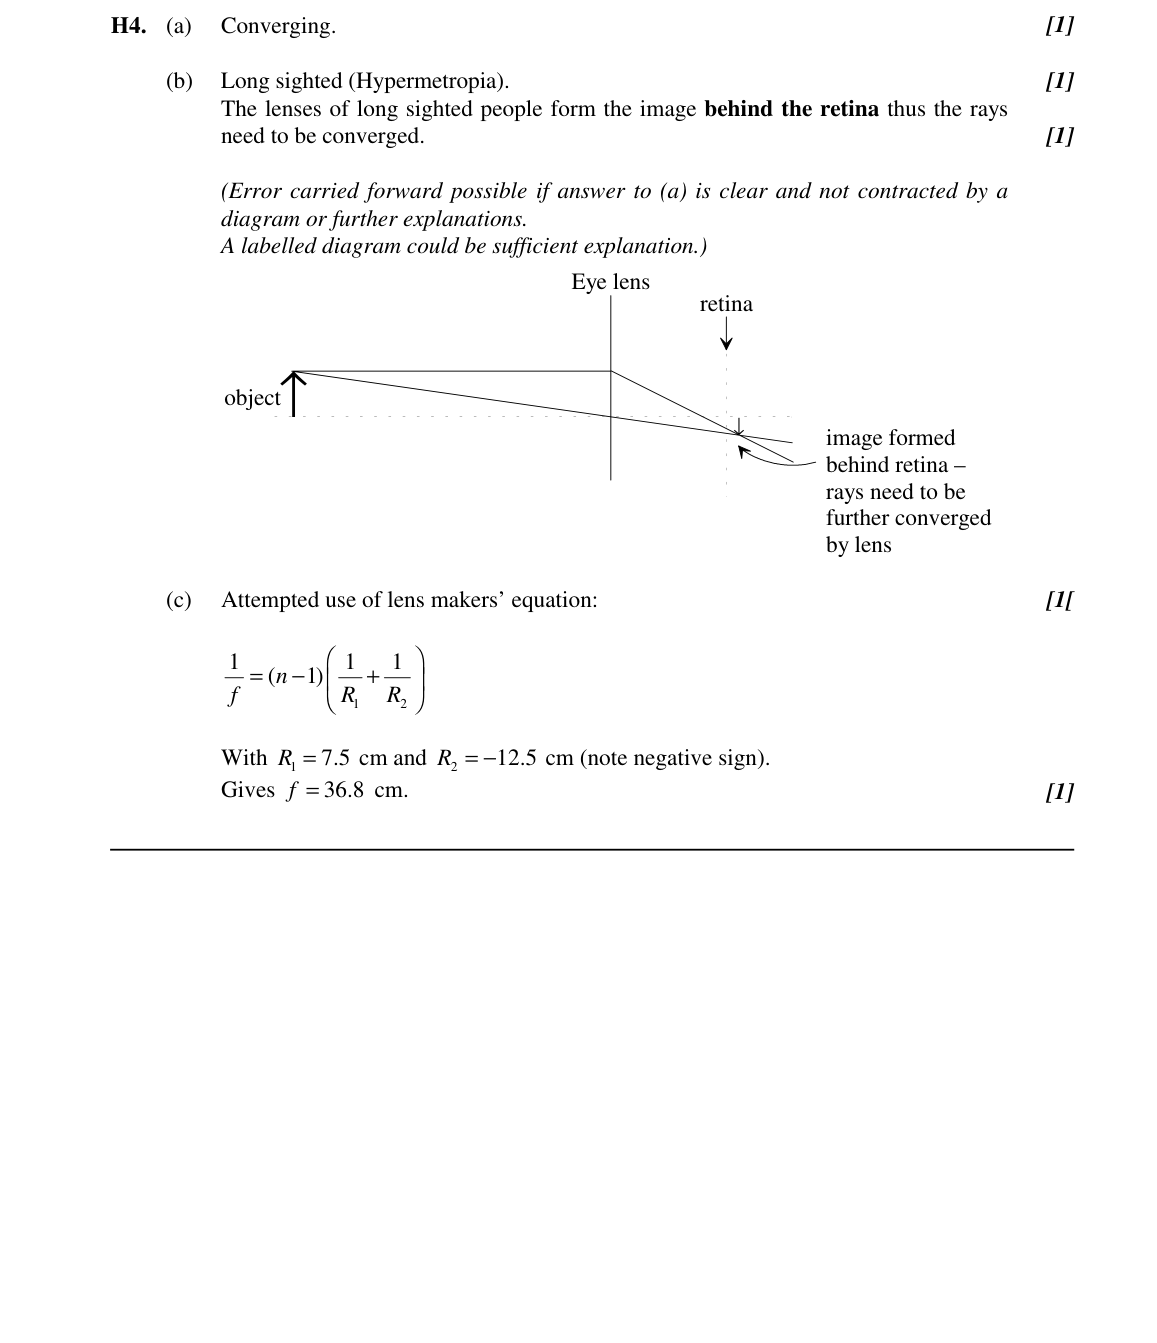 H4. (a) Converging. [1]
(b) Long sighted (Hypermetropia). [1]
The lenses of long sighted people form the image behind the retina thus the rays
need to be converged. [1]
(Error carried forward possible if answer to (a) is clear and not contracted by a
diagram or further explanations.
A labelled diagram could be sufficient explanation.)
Eye lens
retina
object
image formed
behind retina –
rays need to be
further converged
by lens
(c) Attempted use of lens makers’ equation: [1[
1/f = (n − 1)(1/R₁ + 1/R₂)
With R₁ = 7.5 cm and R₂ = −12.5 cm (note negative sign).
Gives f = 36.8 cm. [1]